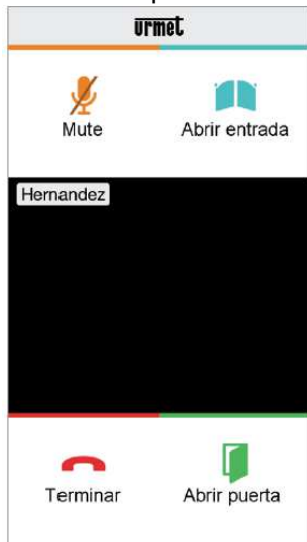 urmet
Mute
Abrir entrada
Hernandez
Terminar
Abrir puerta